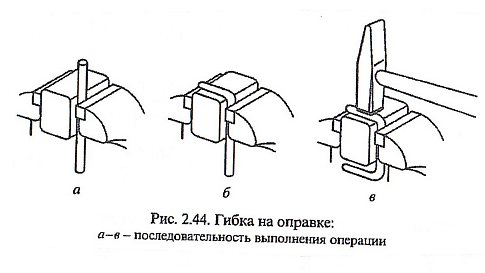 а б в
Рис. 2.44. Гибка на оправке:
а–в – последовательность выполнения операции